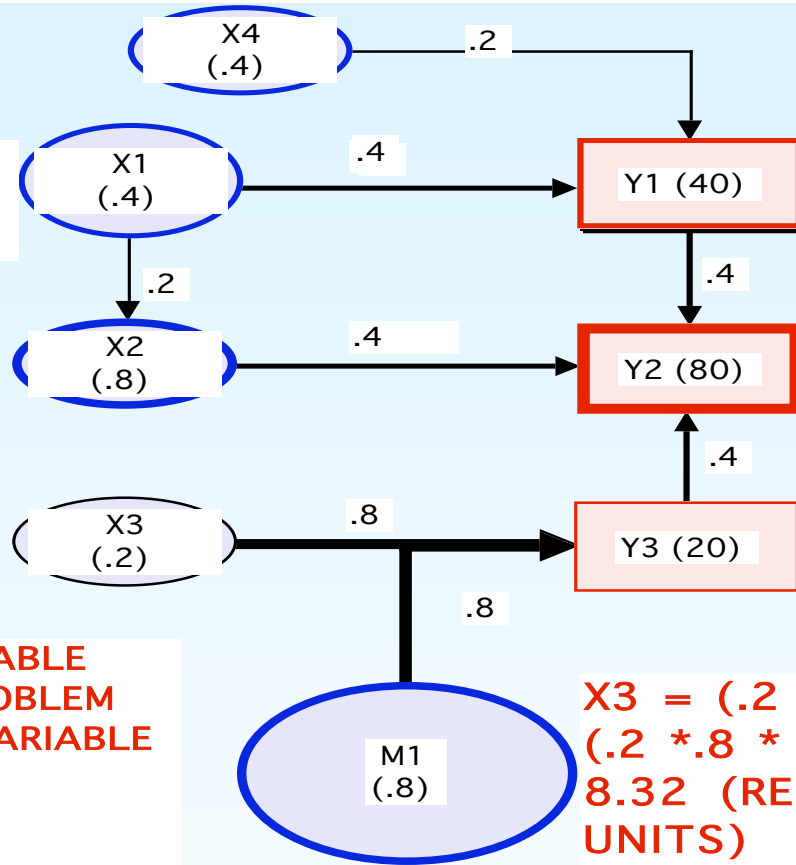 X4
(.4)
.2
X1
(.4)
.4
Y1 (40)
.2
.4
X2
(.8)
.4
Y2 (80)
.4
X3
(.2)
.8
Y3 (20)
.8
ABLE
OBLEM
ARIABLE
M1
(.8)
X3 = (.2
(.2 *.8 *
8.32 (RE
UNITS)